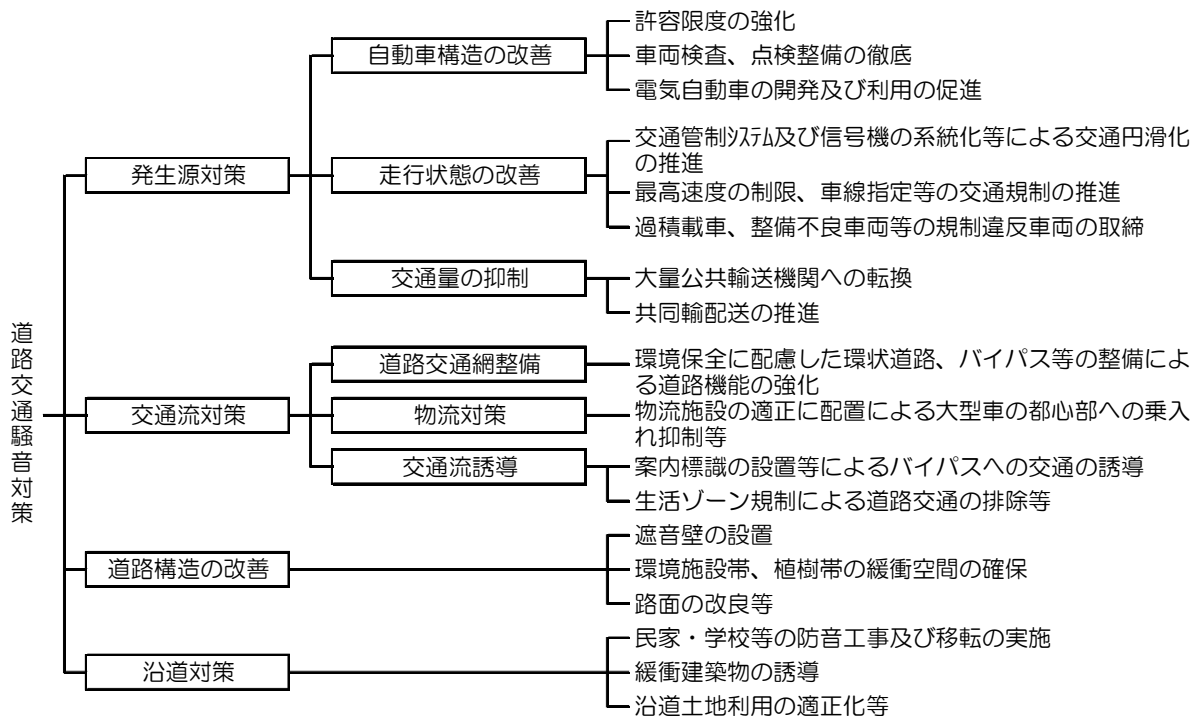 道路交通騒音対策
発生源対策
自動車構造の改善
許容限度の強化
車両検査、点検整備の徹底
電気自動車の開発及び利用の促進
走行状態の改善
交通管制ｼｽﾃﾑ及び信号機の系統化等による交通円滑化
の推進
最高速度の制限、車線指定等の交通規制の推進
過積載車、整備不良車両等の規制違反車両の取締
交通量の抑制
大量公共輸送機関への転換
共同輸配送の推進
交通流対策
道路交通網整備
環境保全に配慮した環状道路、バイパス等の整備によ
る道路機能の強化
物流対策
物流施設の適正に配置による大型車の都心部への乗入
れ抑制等
交通流誘導
案内標識の設置等によるバイパスへの交通の誘導
生活ゾーン規制による道路交通の排除等
道路構造の改善
遮音壁の設置
環境施設帯、植樹帯の緩衝空間の確保
路面の改良等
沿道対策
民家・学校等の防音工事及び移転の実施
緩衝建築物の誘導
沿道土地利用の適正化等